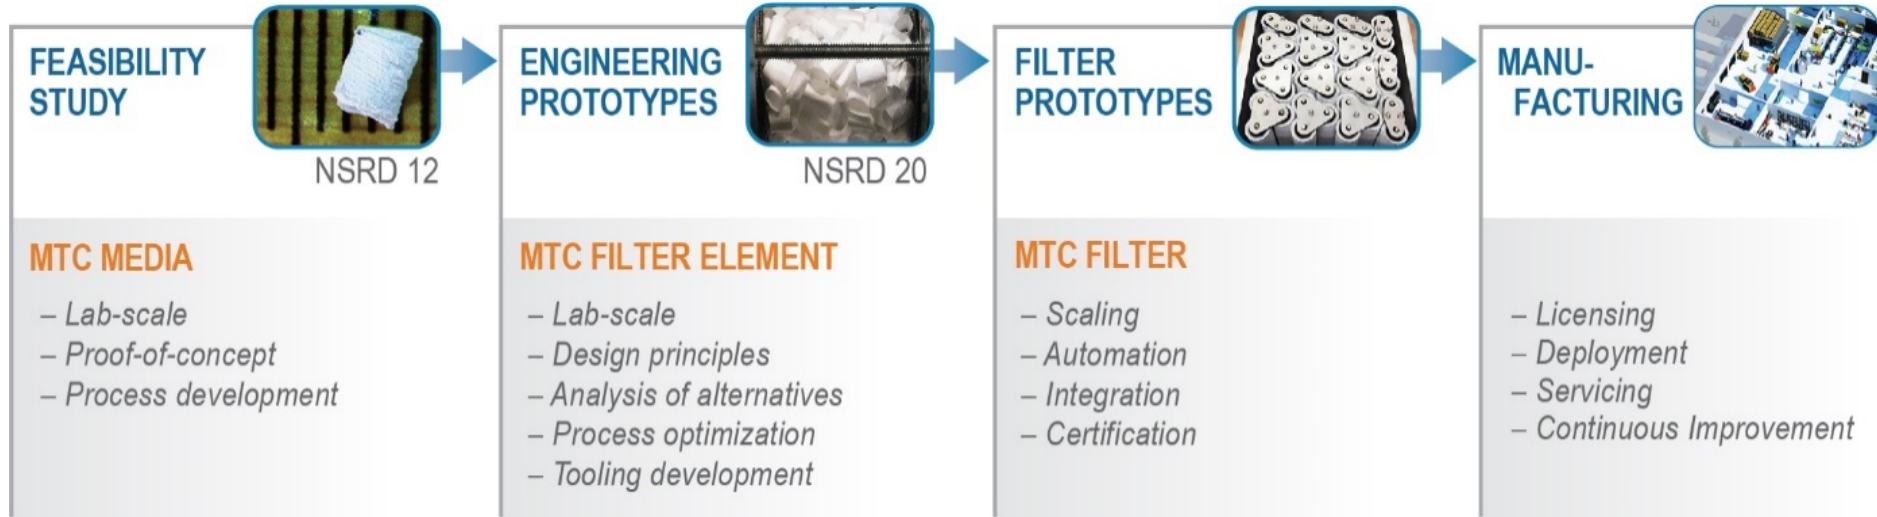 FEASIBILITY
STUDY
NSRD 12
MTC MEDIA
– Lab-scale
– Proof-of-concept
– Process development
ENGINEERING
PROTOTYPES
NSRD 20
MTC FILTER ELEMENT
– Lab-scale
– Design principles
– Analysis of alternatives
– Process optimization
– Tooling development
FILTER
PROTOTYPES
MTC FILTER
– Scaling
– Automation
– Integration
– Certification
MANU-
FACTURING
– Licensing
– Deployment
– Servicing
– Continuous Improvement